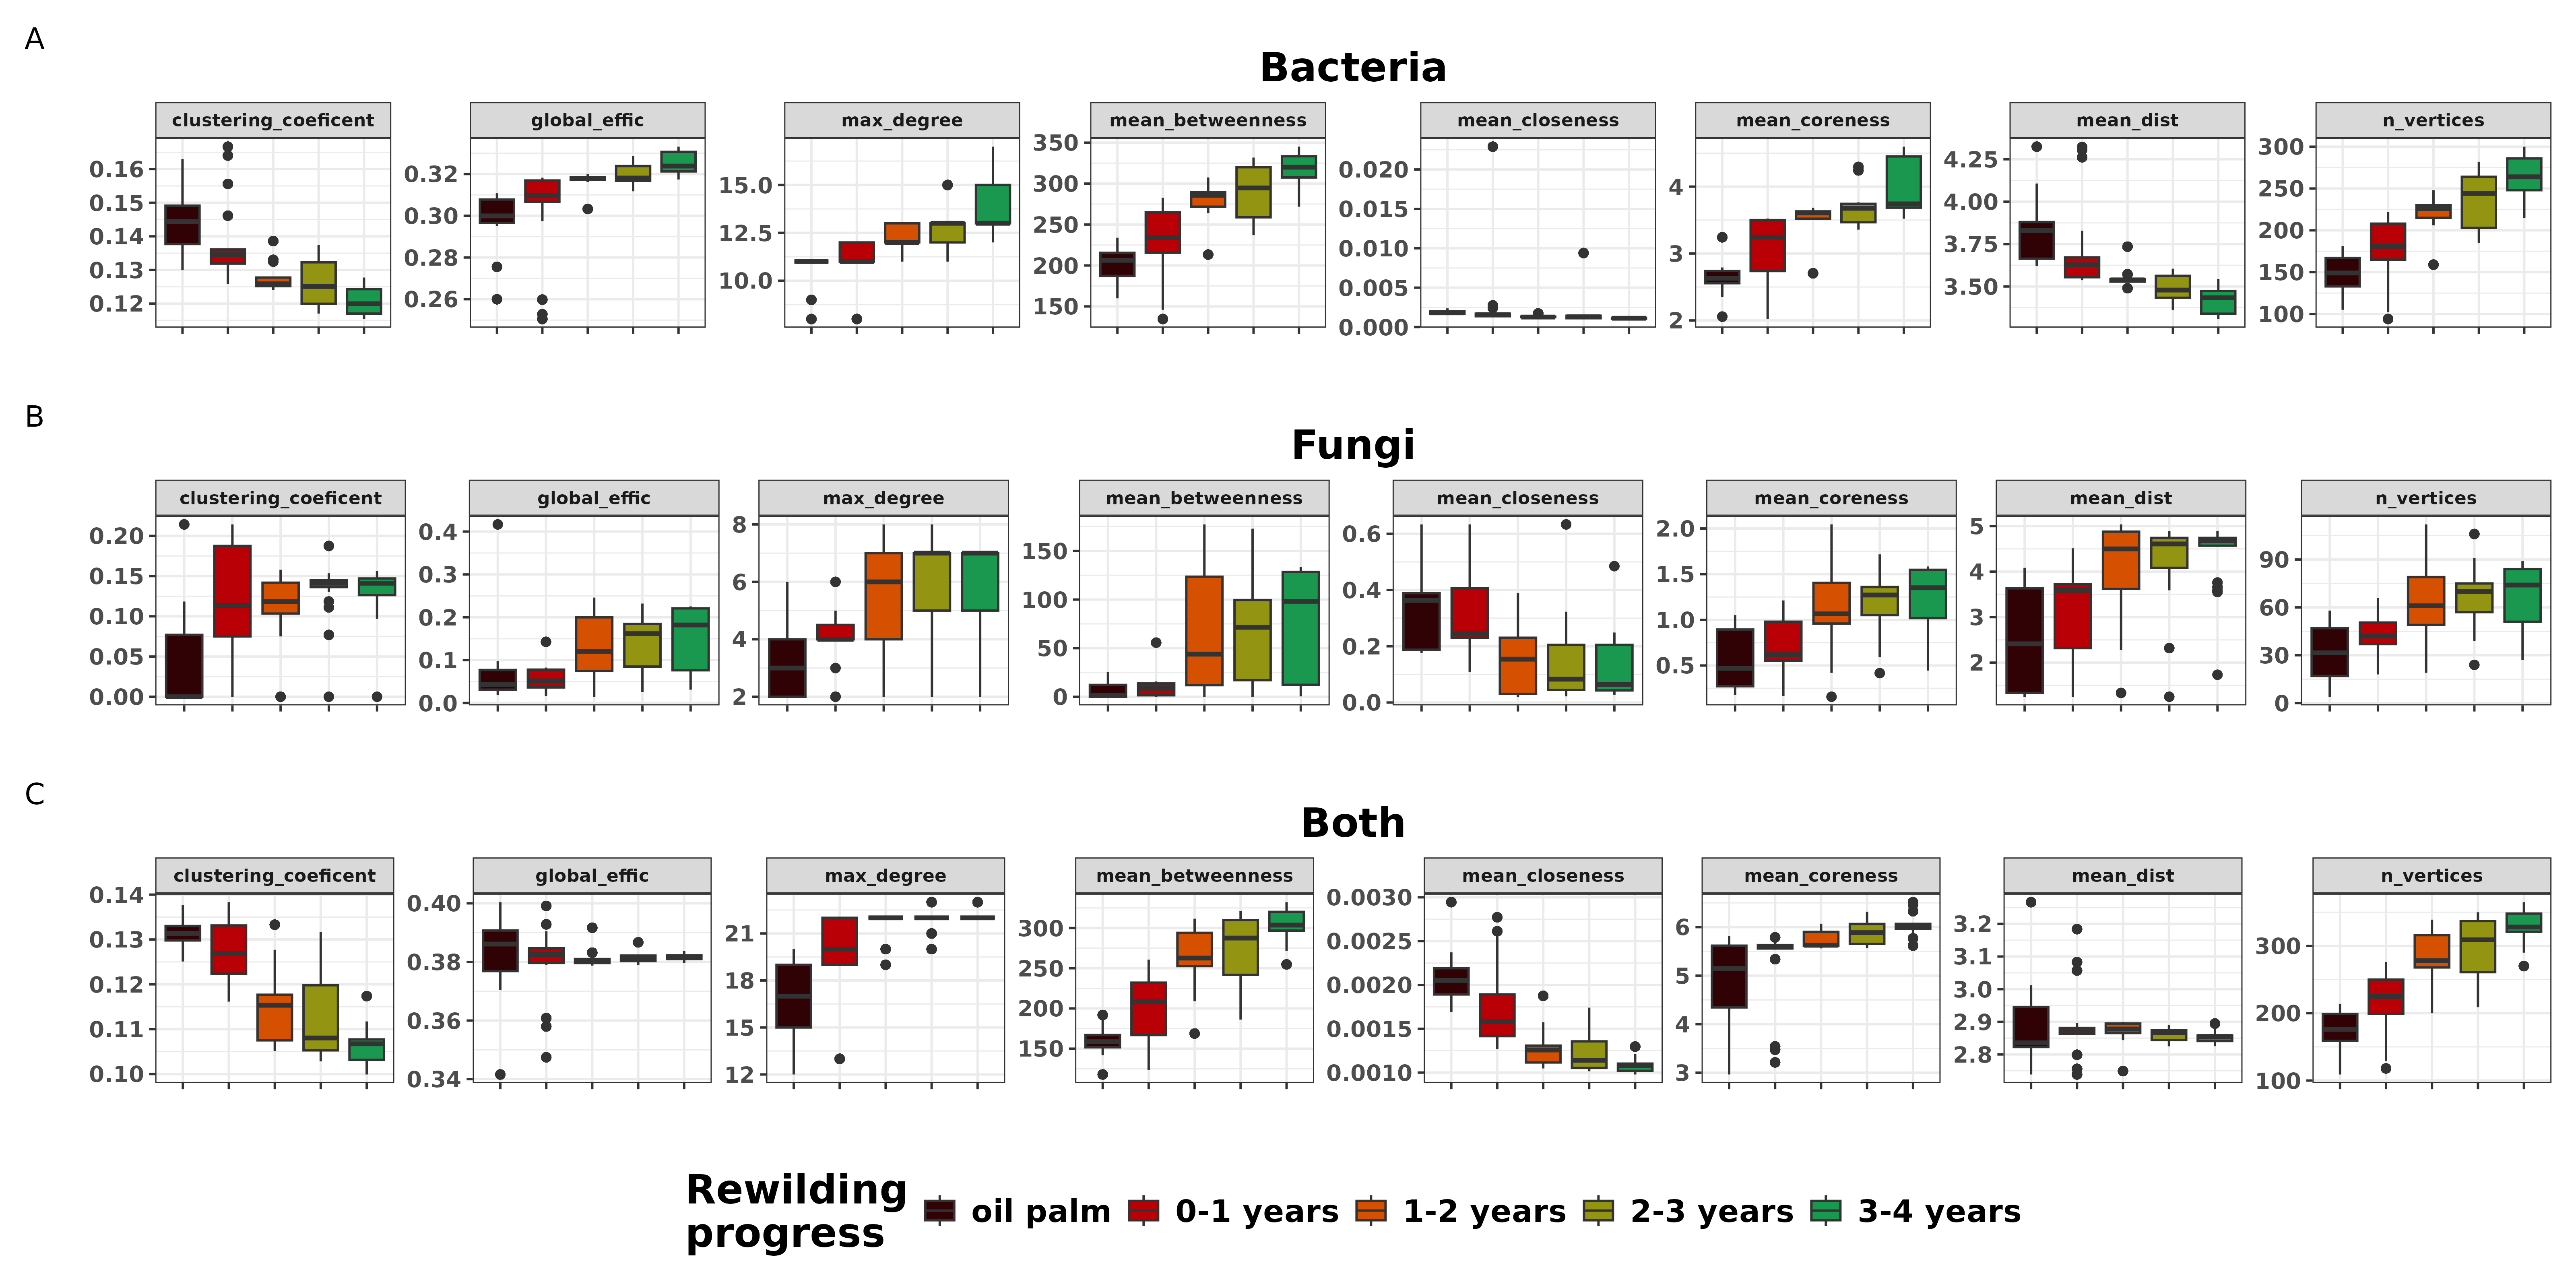 A
Bacteria
clustering_coeficent global_effic max_degree mean_betweenness mean_closeness mean_coreness mean_dist n_vertices
0.16 0.15 0.14 0.13 0.12
0.32 0.30 0.28 0.26
15.0 12.5 10.0
350 300 250 200 150
0.020 0.015 0.010 0.005 0.000
4 3 2
4.25 4.00 3.75 3.50
300 250 200 150 100
B
Fungi
clustering_coeficent global_effic max_degree mean_betweenness mean_closeness mean_coreness mean_dist n_vertices
0.20 0.15 0.10 0.05 0.00
0.4 0.3 0.2 0.1 0.0
8 6 4 2
150 100 50 0
0.6 0.4 0.2 0.0
2.0 1.5 1.0 0.5
5 4 3 2
90 60 30 0
C
Both
clustering_coeficent global_effic max_degree mean_betweenness mean_closeness mean_coreness mean_dist n_vertices
0.14 0.13 0.12 0.11 0.10
0.40 0.38 0.36 0.34
21 18 15 12
300 250 200 150
0.0030 0.0025 0.0020 0.0015 0.0010
6 5 4 3
3.2 3.1 3.0 2.9 2.8
300 200 100
Rewilding
progress
oil palm 0-1 years 1-2 years 2-3 years 3-4 years